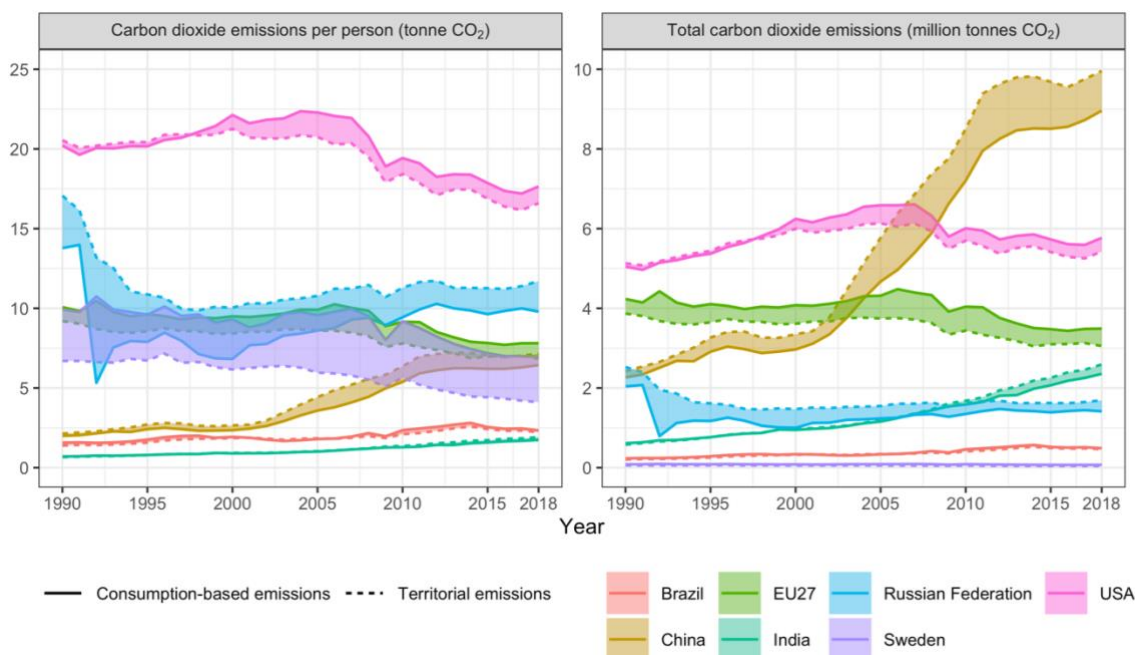 Carbon dioxide emissions per person (tonne CO₂)
Total carbon dioxide emissions (million tonnes CO₂)
25
20
15
10
5
0
1990 1995 2000 2005 2010 2015 2018
10
8
6
4
2
0
1990 1995 2000 2005 2010 2015 2018
Year
Consumption-based emissions
Territorial emissions
Brazil
EU27
Russian Federation
USA
China
India
Sweden